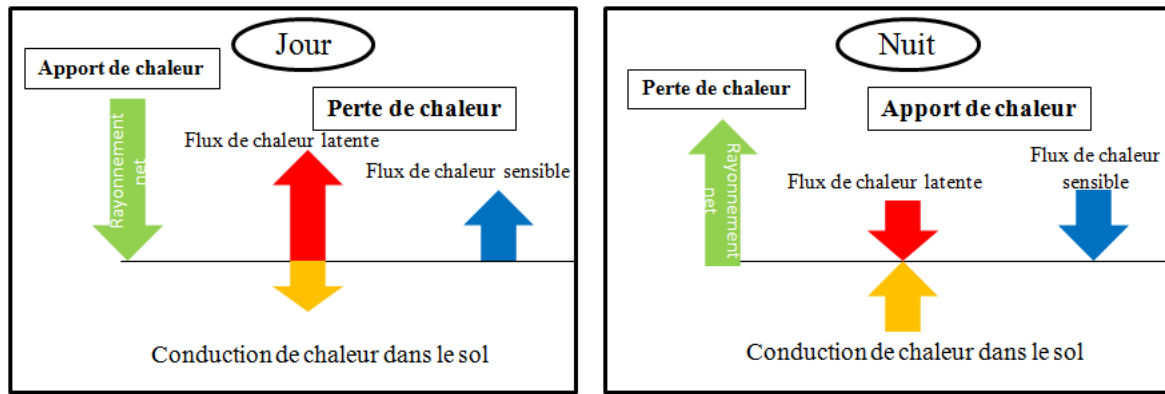 Jour
Apport de chaleur
Perte de chaleur
Flux de chaleur latente
Flux de chaleur sensible
Rayonnement
net
Conduction de chaleur dans le sol
Nuit
Perte de chaleur
Apport de chaleur
Flux de chaleur
sensible
Flux de chaleur latente
Rayonnement
net
Conduction de chaleur dans le sol